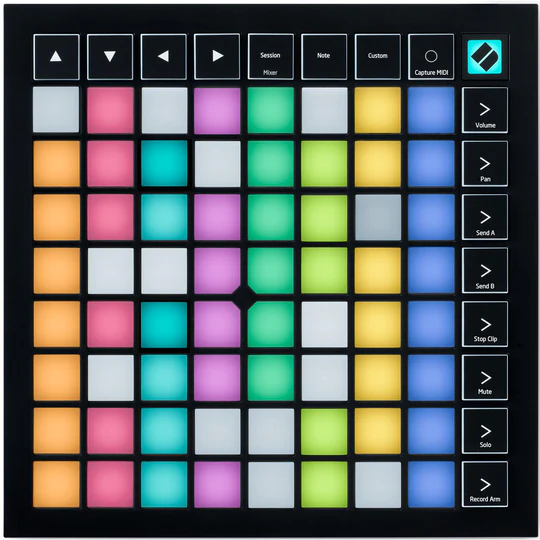 Session
Mixer
Note
Custom
Capture MIDI
Volume
Pan
Send A
Send B
Stop Clip
Mute
Solo
Record Arm